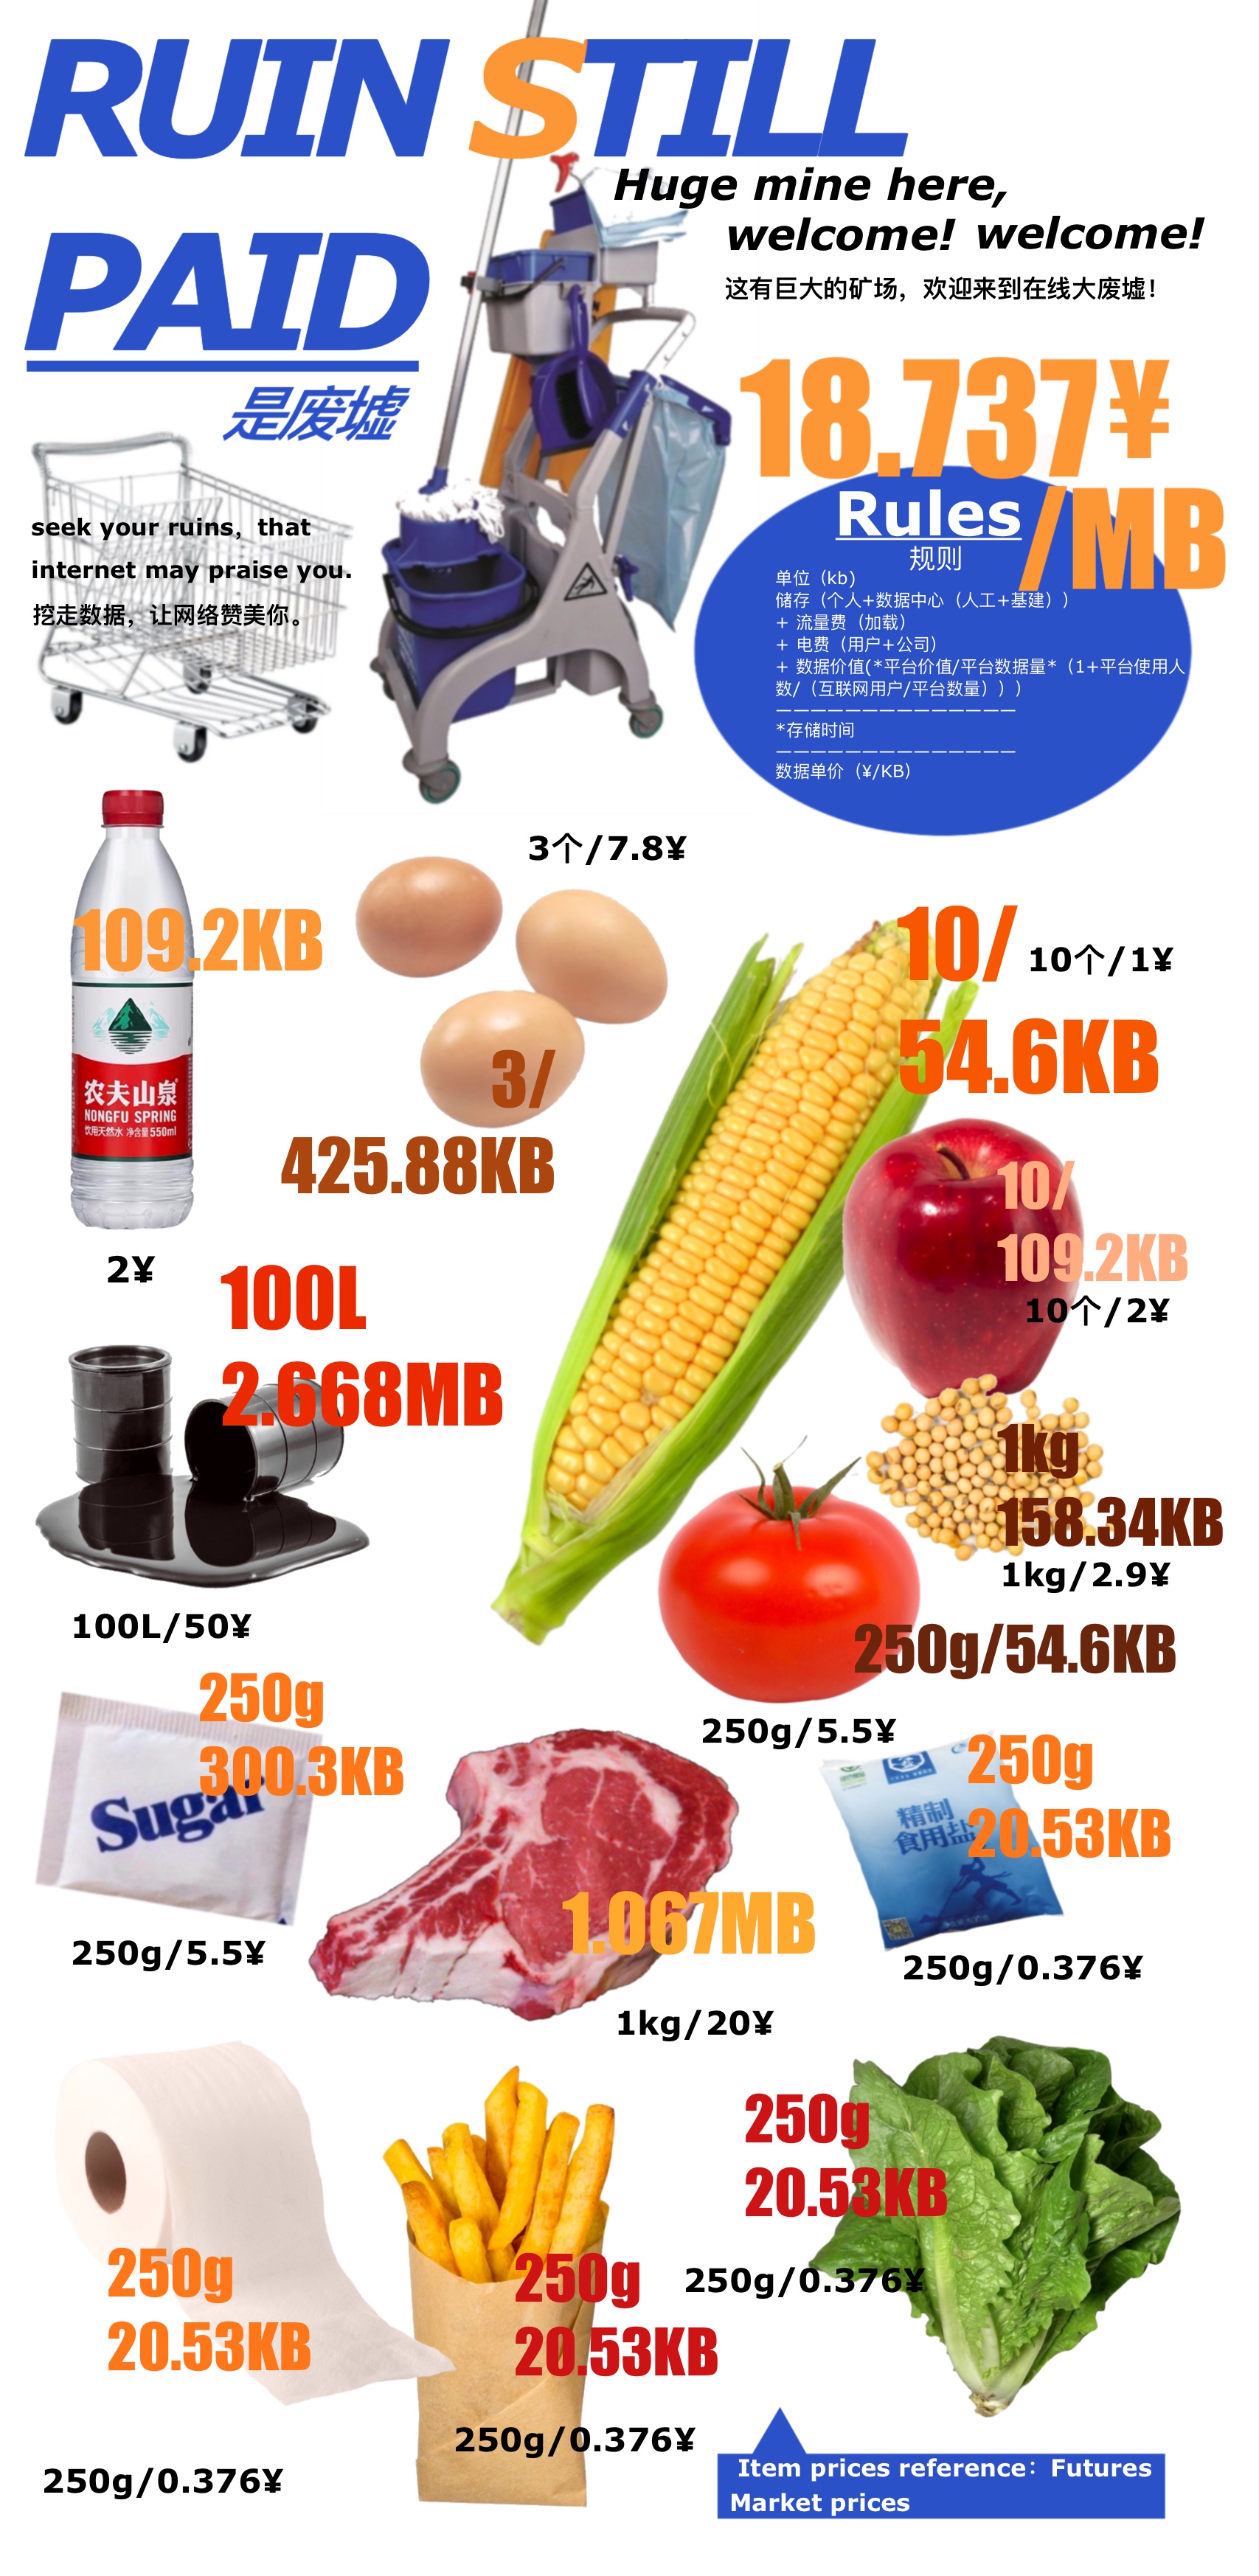 RUIN STILL
Huge mine here,
welcome! welcome!
PAID
这有巨大的矿场，欢迎来到在线大废墟！
是废墟
18.737¥
/MB
seek your ruins，that
internet may praise you.
挖走数据，让网络赞美你。
Rules
规则
单位（kb）
储存（个人+数据中心（人工+基建））
+ 流量费（加载）
+ 电费（用户+公司）
+ 数据价值(*平台价值/平台数据量*（1+平台使用人
数/（互联网用户/平台数量）））
——————————————
*存储时间
——————————————
数据单价（¥/KB）
3个/7.8¥
109.2KB
农夫山泉
NONGFU SPRING
饮用天然水 净含量550ml
2¥
3/
425.88KB
10/
10个/1¥
54.6KB
10/
109.2KB
10个/2¥
100L
2.668MB
100L/50¥
1kg
158.34KB
1kg/2.9¥
250g/54.6KB
250g/5.5¥
250g
300.3KB
Sugar
250g/5.5¥
1.067MB
1kg/20¥
250g
20.53KB
精制
食用盐
250g/0.376¥
250g
20.53KB
250g/0.376¥
250g
20.53KB
250g/0.376¥
250g
20.53KB
250g/0.376¥
Item prices reference：Futures
Market prices